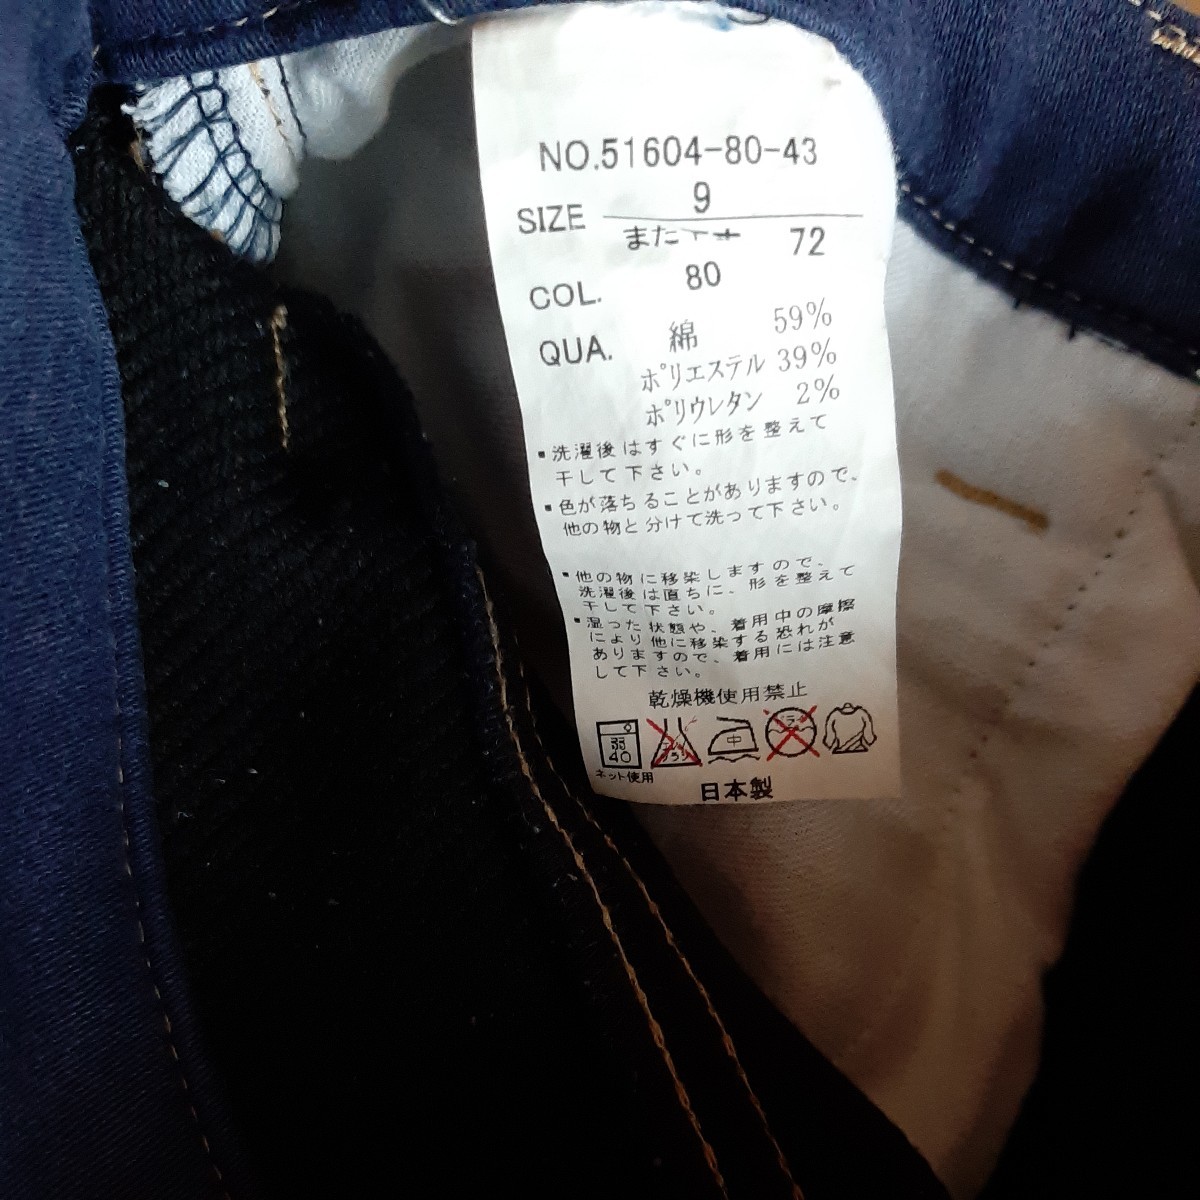 NO.51604-80-43
SIZE 9
また下 72
COL. 80
QUA. 綿 59%
ポリエステル 39%
ポリウレタン 2%
▪洗濯後はすぐに形を整えて
干して下さい。
▪色が落ちることがありますので、
他の物と分けて洗って下さい。
▪他の物に移染しますので、
洗濯後は直ちに、形を整えて
干して下さい。
▪湿った状態や、着用中の摩擦
により他に移染する恐れが
ありますので、着用には注意
して下さい。
乾燥機使用禁止
40 中
ネット使用
日本製